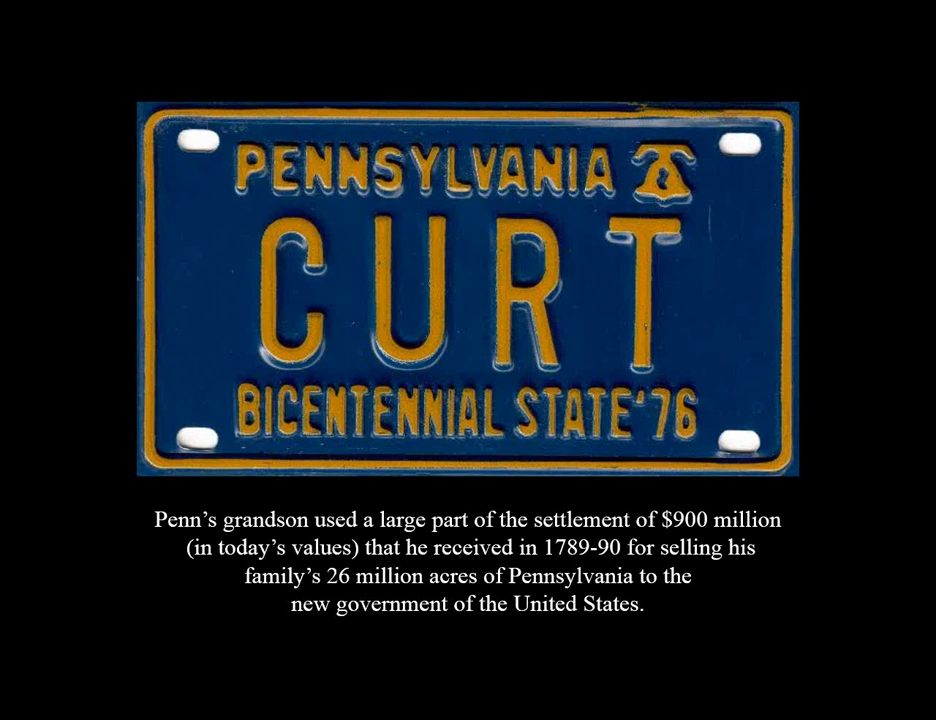 PENNSYLVANIA
CURT
BICENTENNIAL STATE '76
Penn’s grandson used a large part of the settlement of $900 million
(in today’s values) that he received in 1789-90 for selling his
family’s 26 million acres of Pennsylvania to the
new government of the United States.